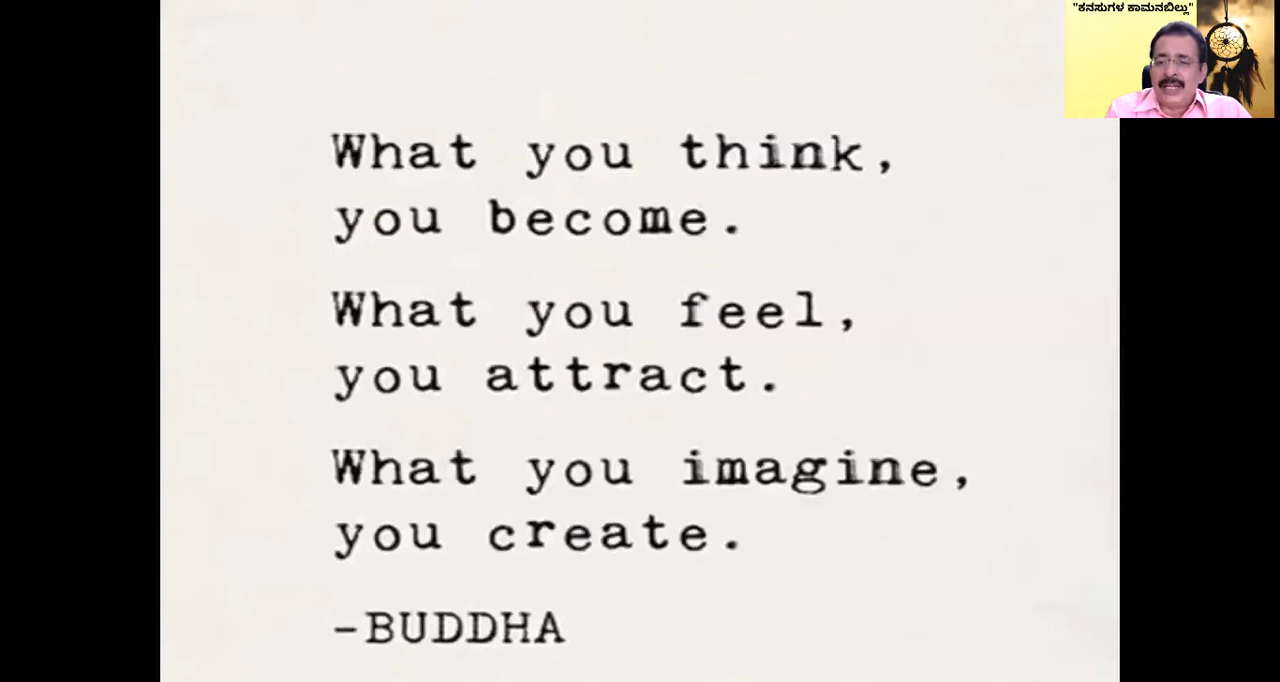 "ಕನಸುಗಳ ಕಾಮನಬಿಲ್ಲು"
What you think,
you become.
What you feel,
you attract.
What you imagine,
you create.
-BUDDHA